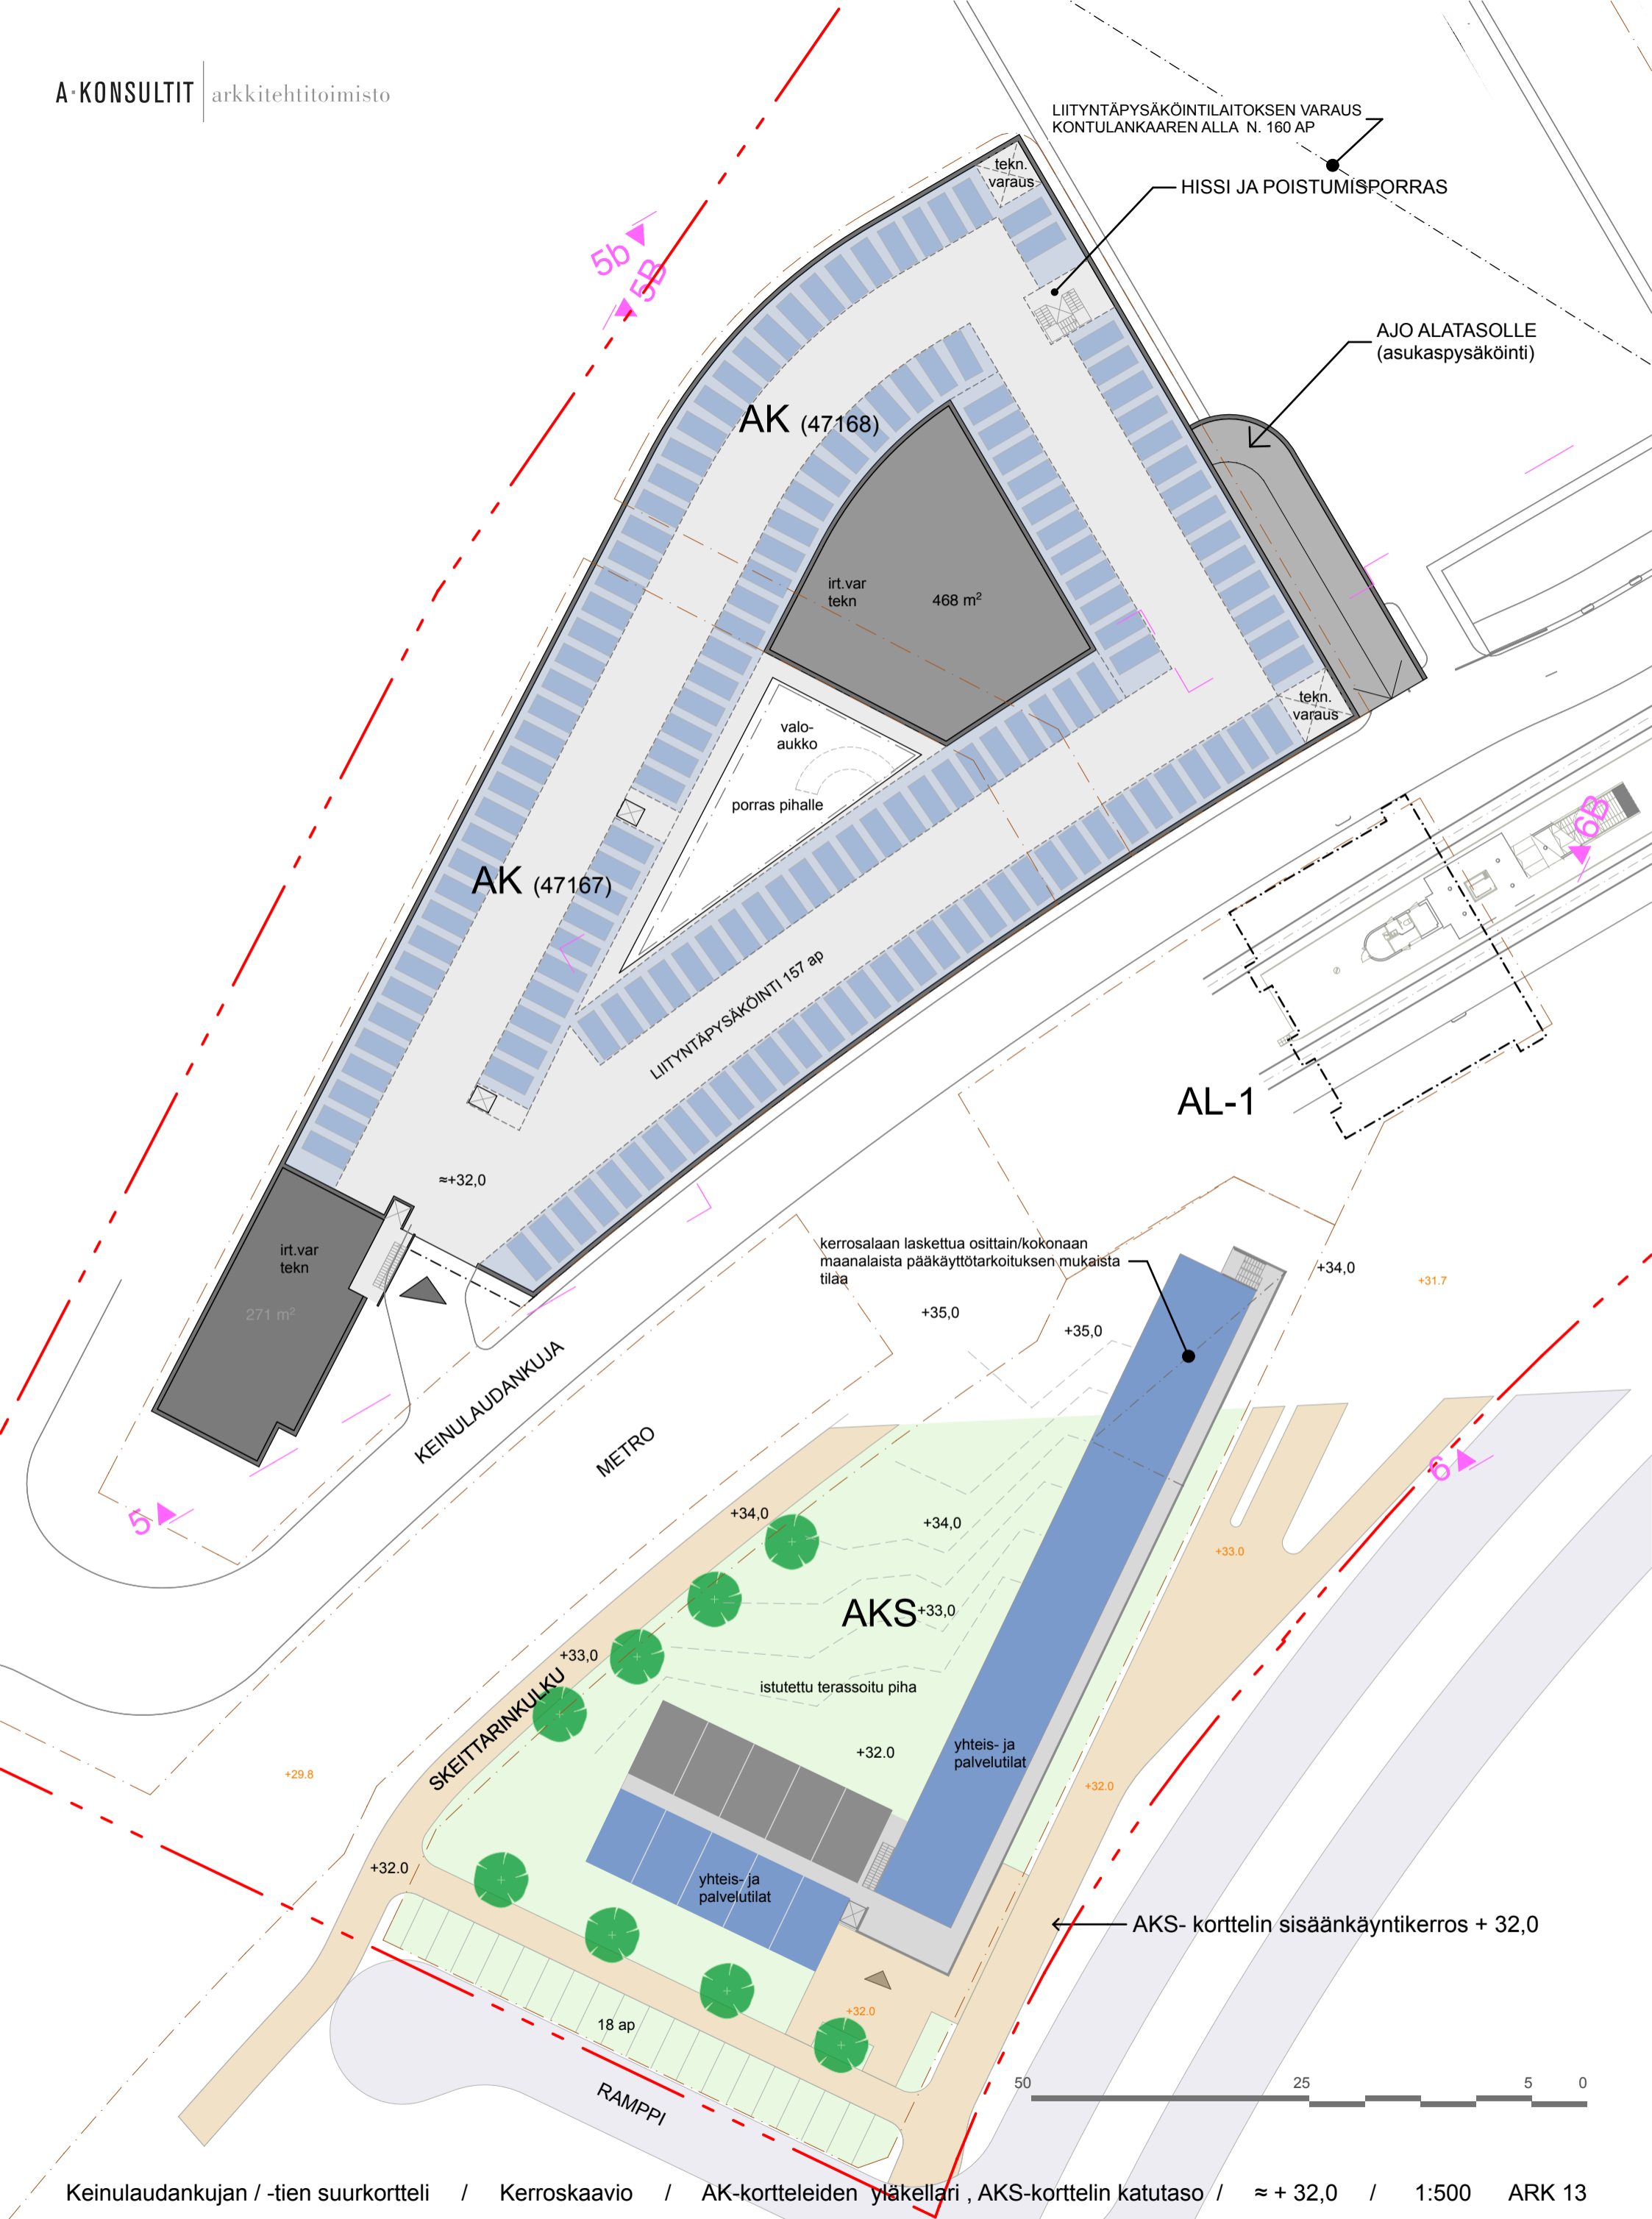 A·KONSULTIT arkkitehtitoimisto
LIITYNTÄPYSÄKÖINTILAITOKSEN VARAUS
KONTULANKAAREN ALLA N. 160 AP
HISSI JA POISTUMISPORRAS
tekn.
varaus
5b
5B
AJO ALATASOLLE
(asukaspysäköinti)
AK (47168)
irt.var
tekn
468 m²
tekn.
varaus
valo-
aukko
porras pihalle
6B
AK (47167)
LIITYNTÄPYSÄKÖINTI 157 ap
AL-1
≈+32,0
irt.var
tekn
271 m²
kerrosalaan laskettua osittain/kokonaan
maanalaista pääkäyttötarkoituksen mukaista
tilaa
+34,0
+31.7
+35,0
+35,0
KEINULAUDANKUJA
METRO
6
5
+34,0
+34,0
+33.0
AKS
+33,0
+33,0
SKEITTARINKULKU
istutettu terassoitu piha
+32.0
yhteis- ja
palvelutilat
+29.8
+32.0
+32.0
yhteis- ja
palvelutilat
AKS- korttelin sisäänkäyntikerros + 32,0
+32.0
18 ap
RAMPPI
50 25 5 0
Keinulaudankujan / -tien suurkortteli / Kerroskaavio / AK-kortteleiden yläkellari , AKS-korttelin katutaso / ≈ + 32,0 / 1:500 ARK 13